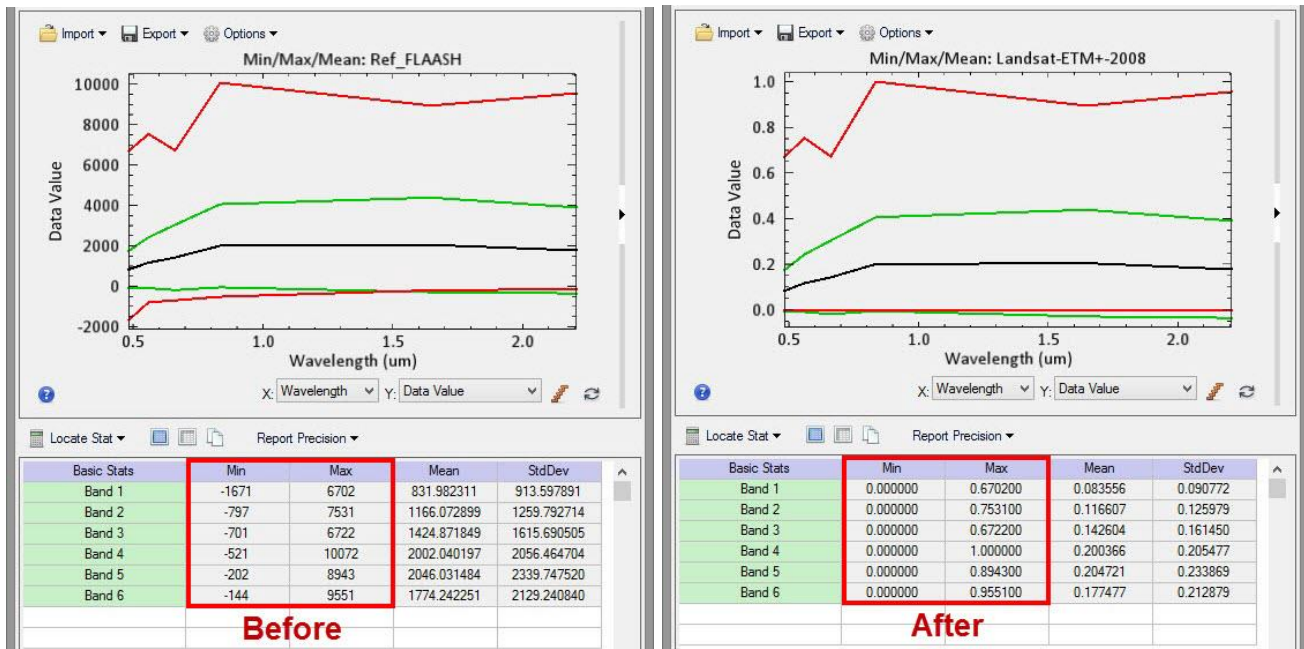 Import Export Options
Min/Max/Mean: Ref_FLAASH
10000
8000
6000
4000
2000
0
-2000
Data Value
0.5 1.0 1.5 2.0
Wavelength (um)
? X: Wavelength Y: Data Value
Locate Stat Report Precision
Basic Stats Min Max Mean StdDev
Band 1 -1671 6702 831.982311 913.597891
Band 2 -797 7531 1166.072899 1259.792714
Band 3 -701 6722 1424.871849 1615.690505
Band 4 -521 10072 2002.040197 2056.464704
Band 5 -202 8943 2046.031484 2339.747520
Band 6 -144 9551 1774.242251 2129.240840
Before
Import Export Options
Min/Max/Mean: Landsat-ETM+-2008
1.0
0.8
0.6
0.4
0.2
0.0
Data Value
0.5 1.0 1.5 2.0
Wavelength (um)
? X: Wavelength Y: Data Value
Locate Stat Report Precision
Basic Stats Min Max Mean StdDev
Band 1 0.000000 0.670200 0.083556 0.090772
Band 2 0.000000 0.753100 0.116607 0.125979
Band 3 0.000000 0.672200 0.142604 0.161450
Band 4 0.000000 1.000000 0.200366 0.205477
Band 5 0.000000 0.894300 0.204721 0.233869
Band 6 0.000000 0.955100 0.177477 0.212879
After